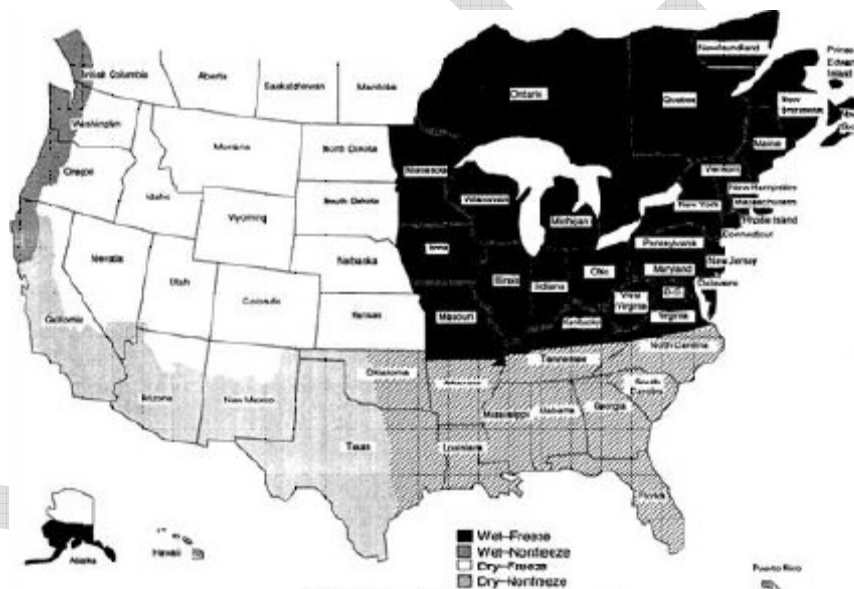 Newfoundland
Prince
Edward
Island
British Columbia
Alberta
Saskatchewan
Manitoba
Ontario
Quebec
New
Brunswick
Washington
Montana
North Dakota
Minnesota
Maine
Vermont
Oregon
Idaho
South Dakota
Wisconsin
Michigan
New York
New Hampshire
Massachusetts
Rhode Island
Connecticut
Wyoming
Iowa
Pennsylvania
New Jersey
Nevada
Utah
Nebraska
Illinois
Indiana
Ohio
Maryland
Delaware
D.C.
Colorado
Kansas
Missouri
West
Virginia
Virginia
Kentucky
California
Tennessee
North Carolina
Arizona
New Mexico
Oklahoma
Arkansas
South
Carolina
Texas
Louisiana
Mississippi
Alabama
Georgia
Florida
Alaska
Hawaii
Wet-Freeze
Wet-Nonfreeze
Dry-Freeze
Dry-Nonfreeze
Puerto Rico